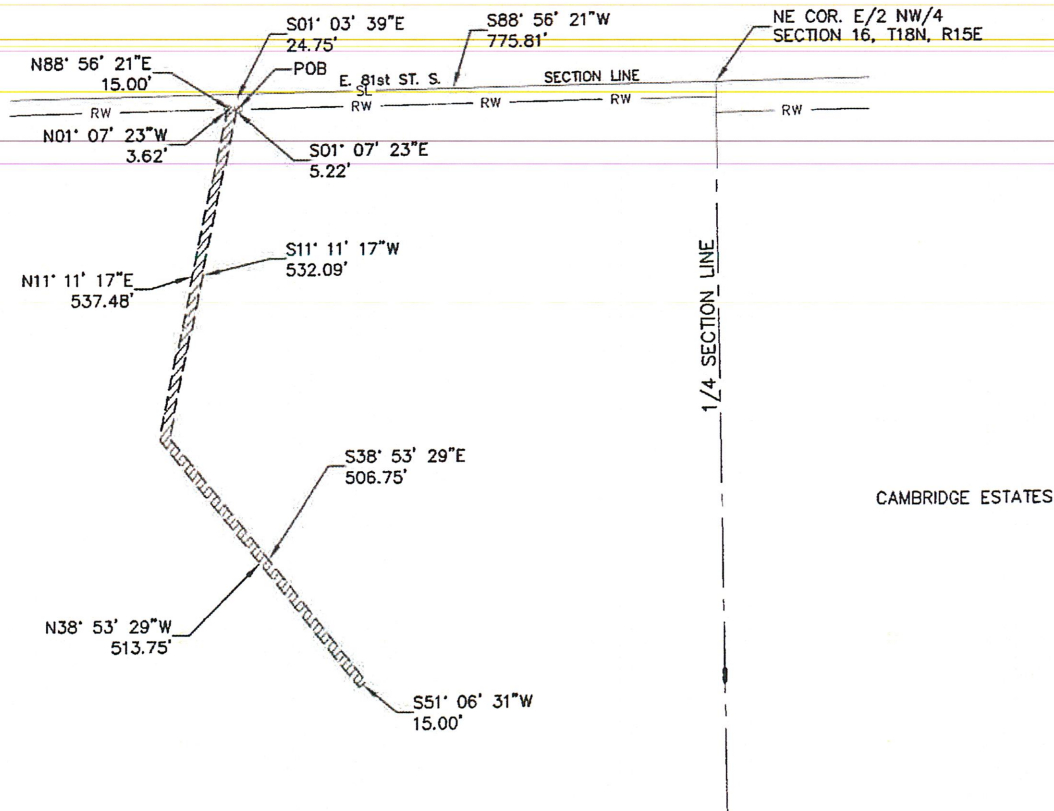 S01° 03' 39"E
24.75'
S88° 56' 21"W
775.81'
NE COR. E/2 NW/4
SECTION 16, T18N, R15E
N88° 56' 21"E
15.00'
POB
E. 81st ST. S.
SL
SECTION LINE
RW
RW
RW
RW
RW
N01° 07' 23"W
3.62'
S01° 07' 23"E
5.22'
N11° 11' 17"E
537.48'
S11° 11' 17"W
532.09'
1/4 SECTION LINE
S38° 53' 29"E
506.75'
CAMBRIDGE ESTATES
N38° 53' 29"W
513.75'
S51° 06' 31"W
15.00'